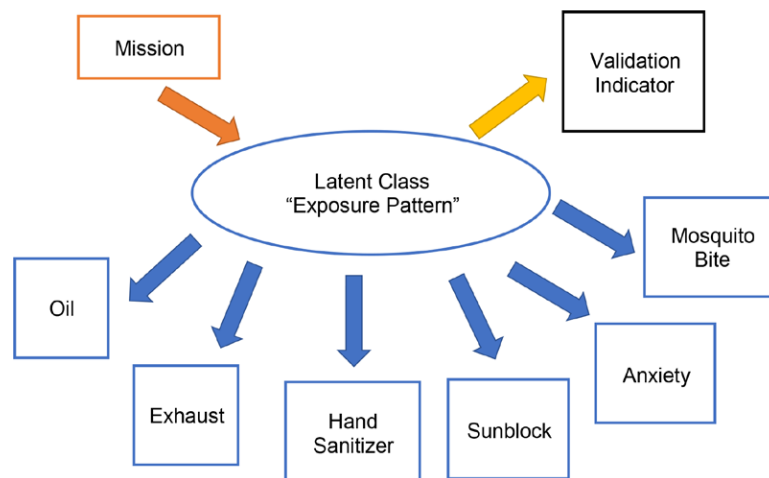 Mission
Validation
Indicator
Latent Class
“Exposure Pattern”
Mosquito
Bite
Oil
Anxiety
Exhaust
Hand
Sanitizer
Sunblock